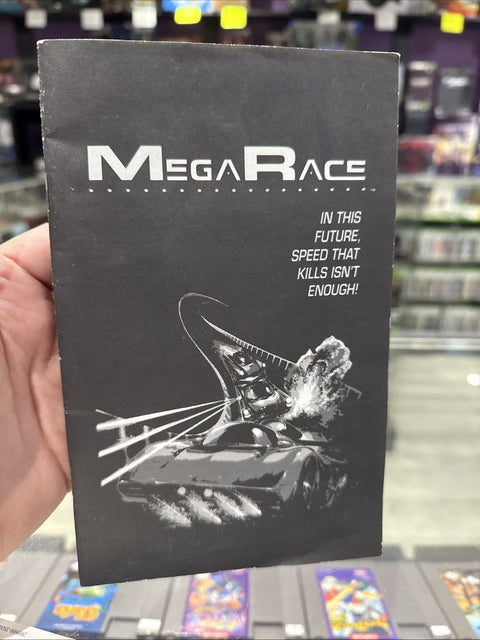 MEGARACE
IN THIS
FUTURE,
SPEED THAT
KILLS ISN'T
ENOUGH!